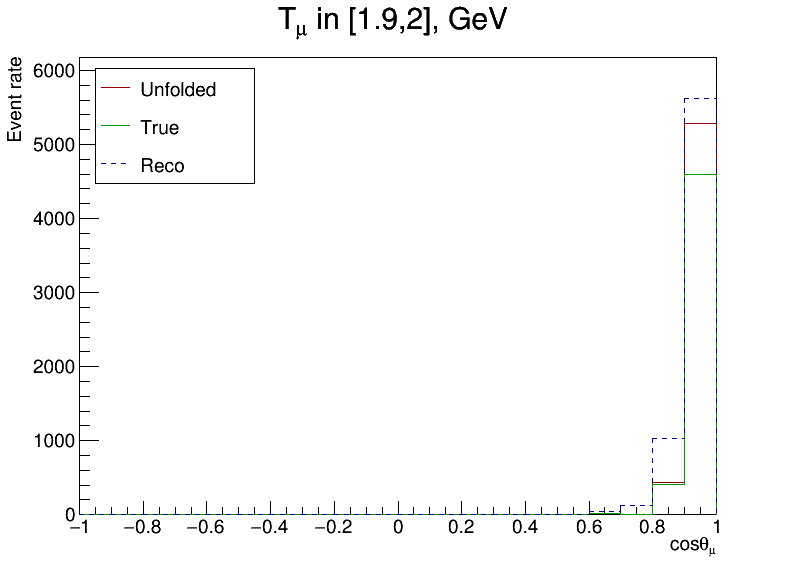 T_μ in [1.9,2], GeV
Event rate
6000
5000
4000
3000
2000
1000
0
Unfolded
True
Reco
−1 −0.8 −0.6 −0.4 −0.2 0 0.2 0.4 0.6 0.8 1
cosθ_μ